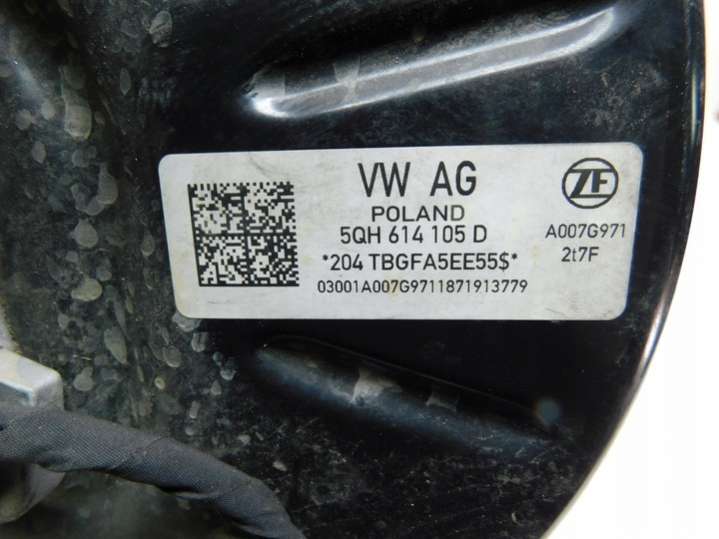 VW AG
POLAND
5QH 614 105 D
*204 TBGFA5EE55$*
03001A007G9711871913779
ZF
A007G971
2t7F